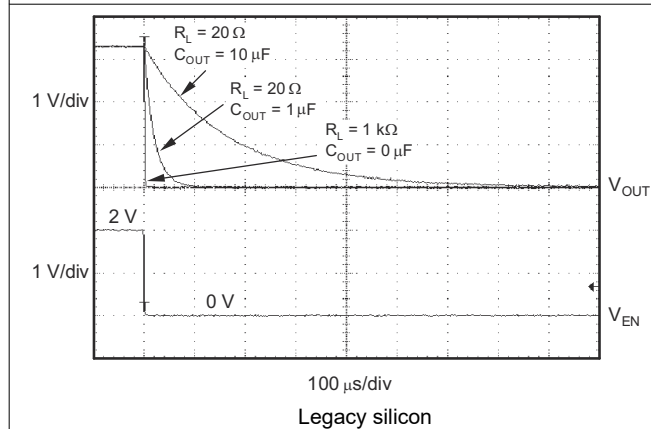 R_L = 20 Ω
C_OUT = 10 μF
R_L = 20 Ω
C_OUT = 1 μF
1 V/div
R_L = 1 kΩ
C_OUT = 0 μF
V_OUT
2 V
1 V/div
0 V
V_EN
100 μs/div
Legacy silicon